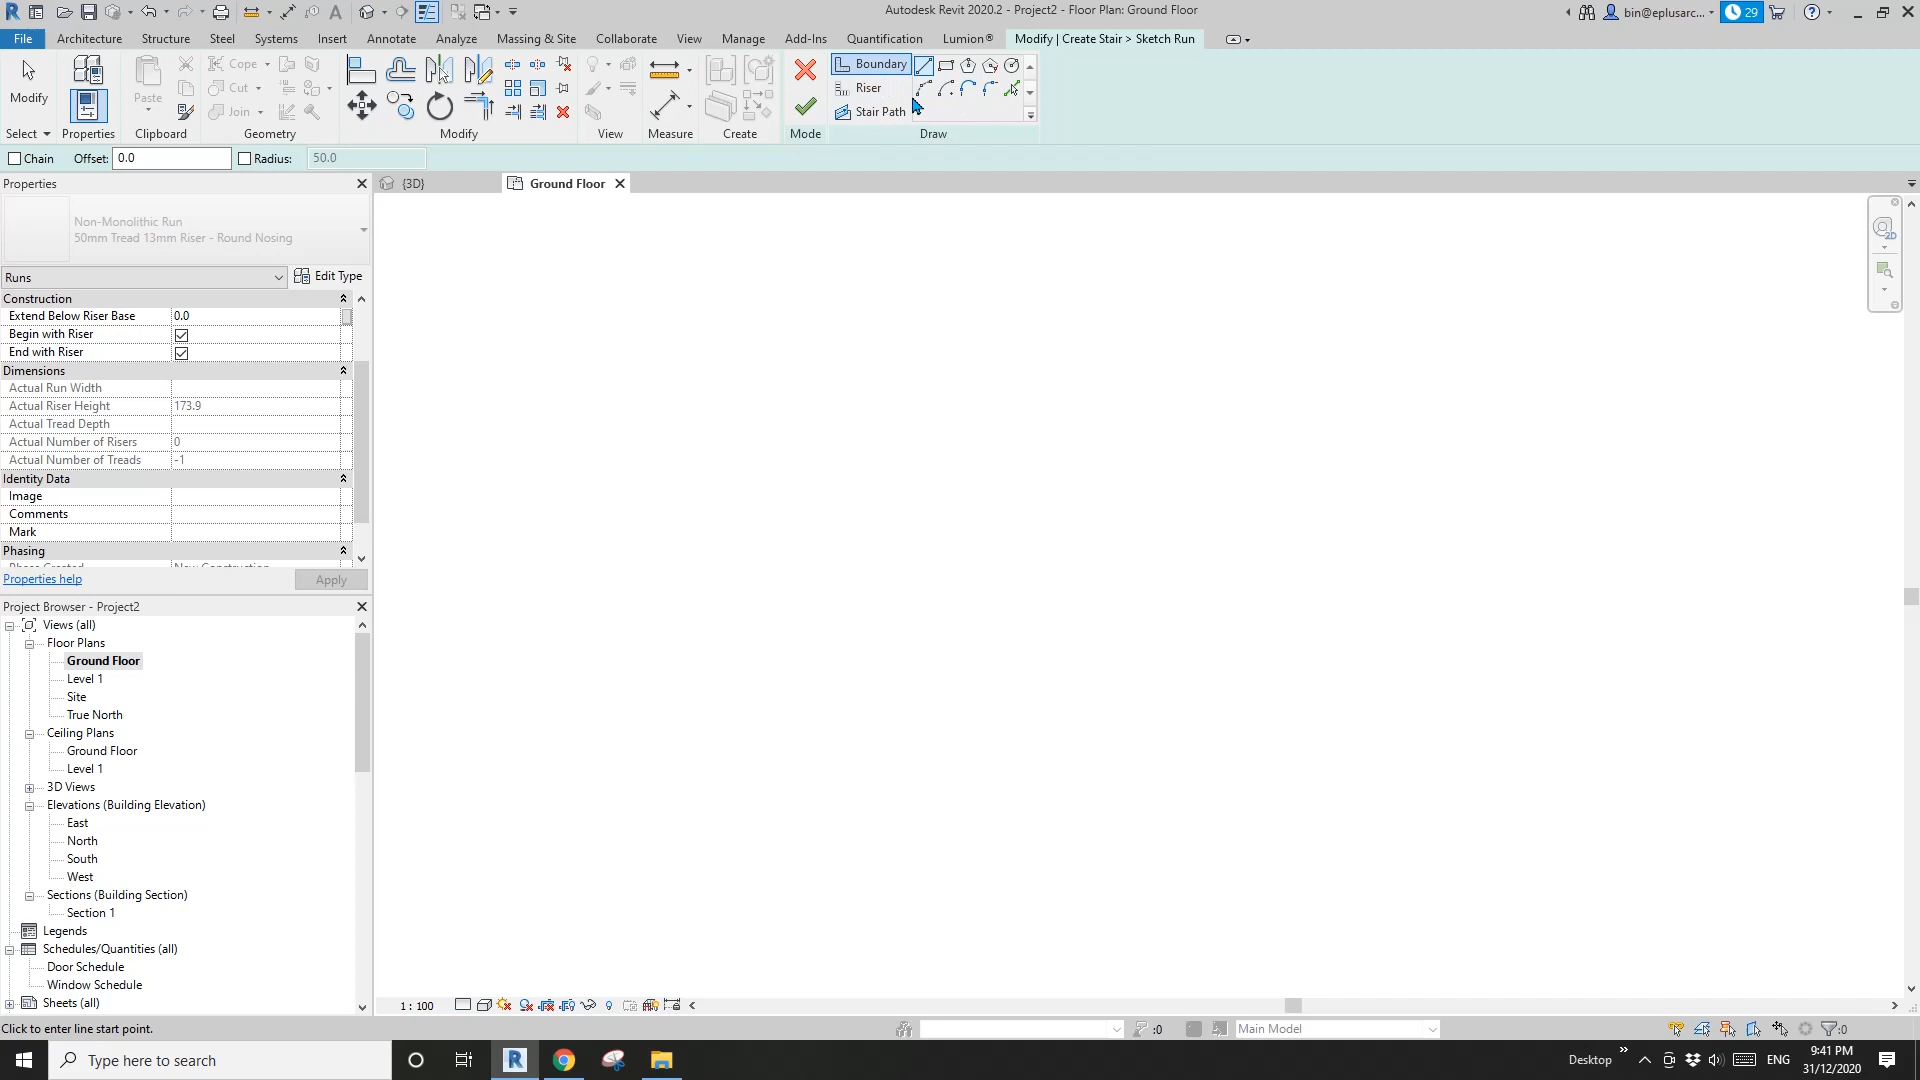 Autodesk Revit 2020.2 - Project2 - Floor Plan: Ground Floor
bin@eplusarc...
29
File Architecture Structure Steel Systems Insert Annotate Analyze Massing & Site Collaborate View Manage Add-Ins Quantification Lumion® Modify | Create Stair > Sketch Run
Modify
Paste
Cope
Cut
Join
Boundary
Riser
Stair Path
Select Properties Clipboard Geometry Modify View Measure Create Mode Draw
Chain Offset: 0.0 Radius: 50.0
Properties
{3D}
Ground Floor
Non-Monolithic Run
50mm Tread 13mm Riser - Round Nosing
2D
Runs Edit Type
Construction
Extend Below Riser Base 0.0
Begin with Riser
End with Riser
Dimensions
Actual Run Width
Actual Riser Height 173.9
Actual Tread Depth
Actual Number of Risers 0
Actual Number of Treads -1
Identity Data
Image
Comments
Mark
Phasing
Phase Created New Construction
Properties help Apply
Project Browser - Project2
Views (all)
Floor Plans
Ground Floor
Level 1
Site
True North
Ceiling Plans
Ground Floor
Level 1
3D Views
Elevations (Building Elevation)
East
North
South
West
Sections (Building Section)
Section 1
Legends
Schedules/Quantities (all)
Door Schedule
Window Schedule
Sheets (all)
1 : 100
Click to enter line start point.
:0
Main Model
:0
Type here to search
Desktop
ENG
9:41 PM
31/12/2020